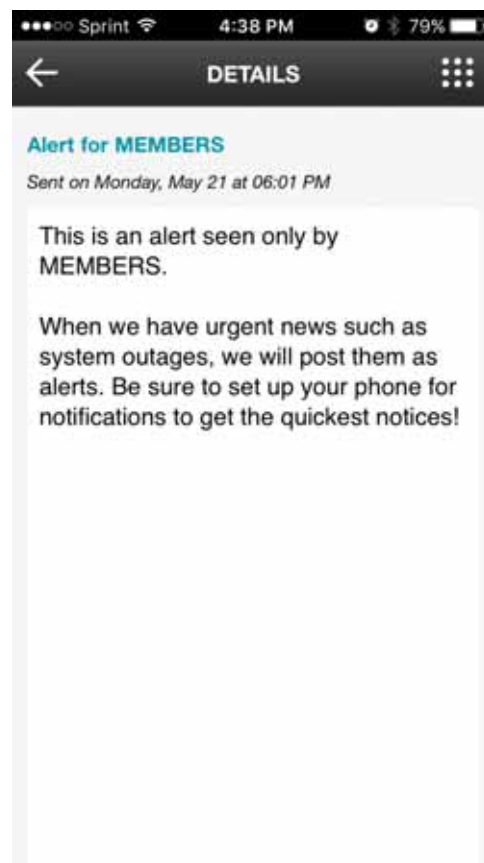 Sprint 4:38 PM 79%
DETAILS
Alert for MEMBERS
Sent on Monday, May 21 at 06:01 PM
This is an alert seen only by
MEMBERS.
When we have urgent news such as
system outages, we will post them as
alerts. Be sure to set up your phone for
notifications to get the quickest notices!